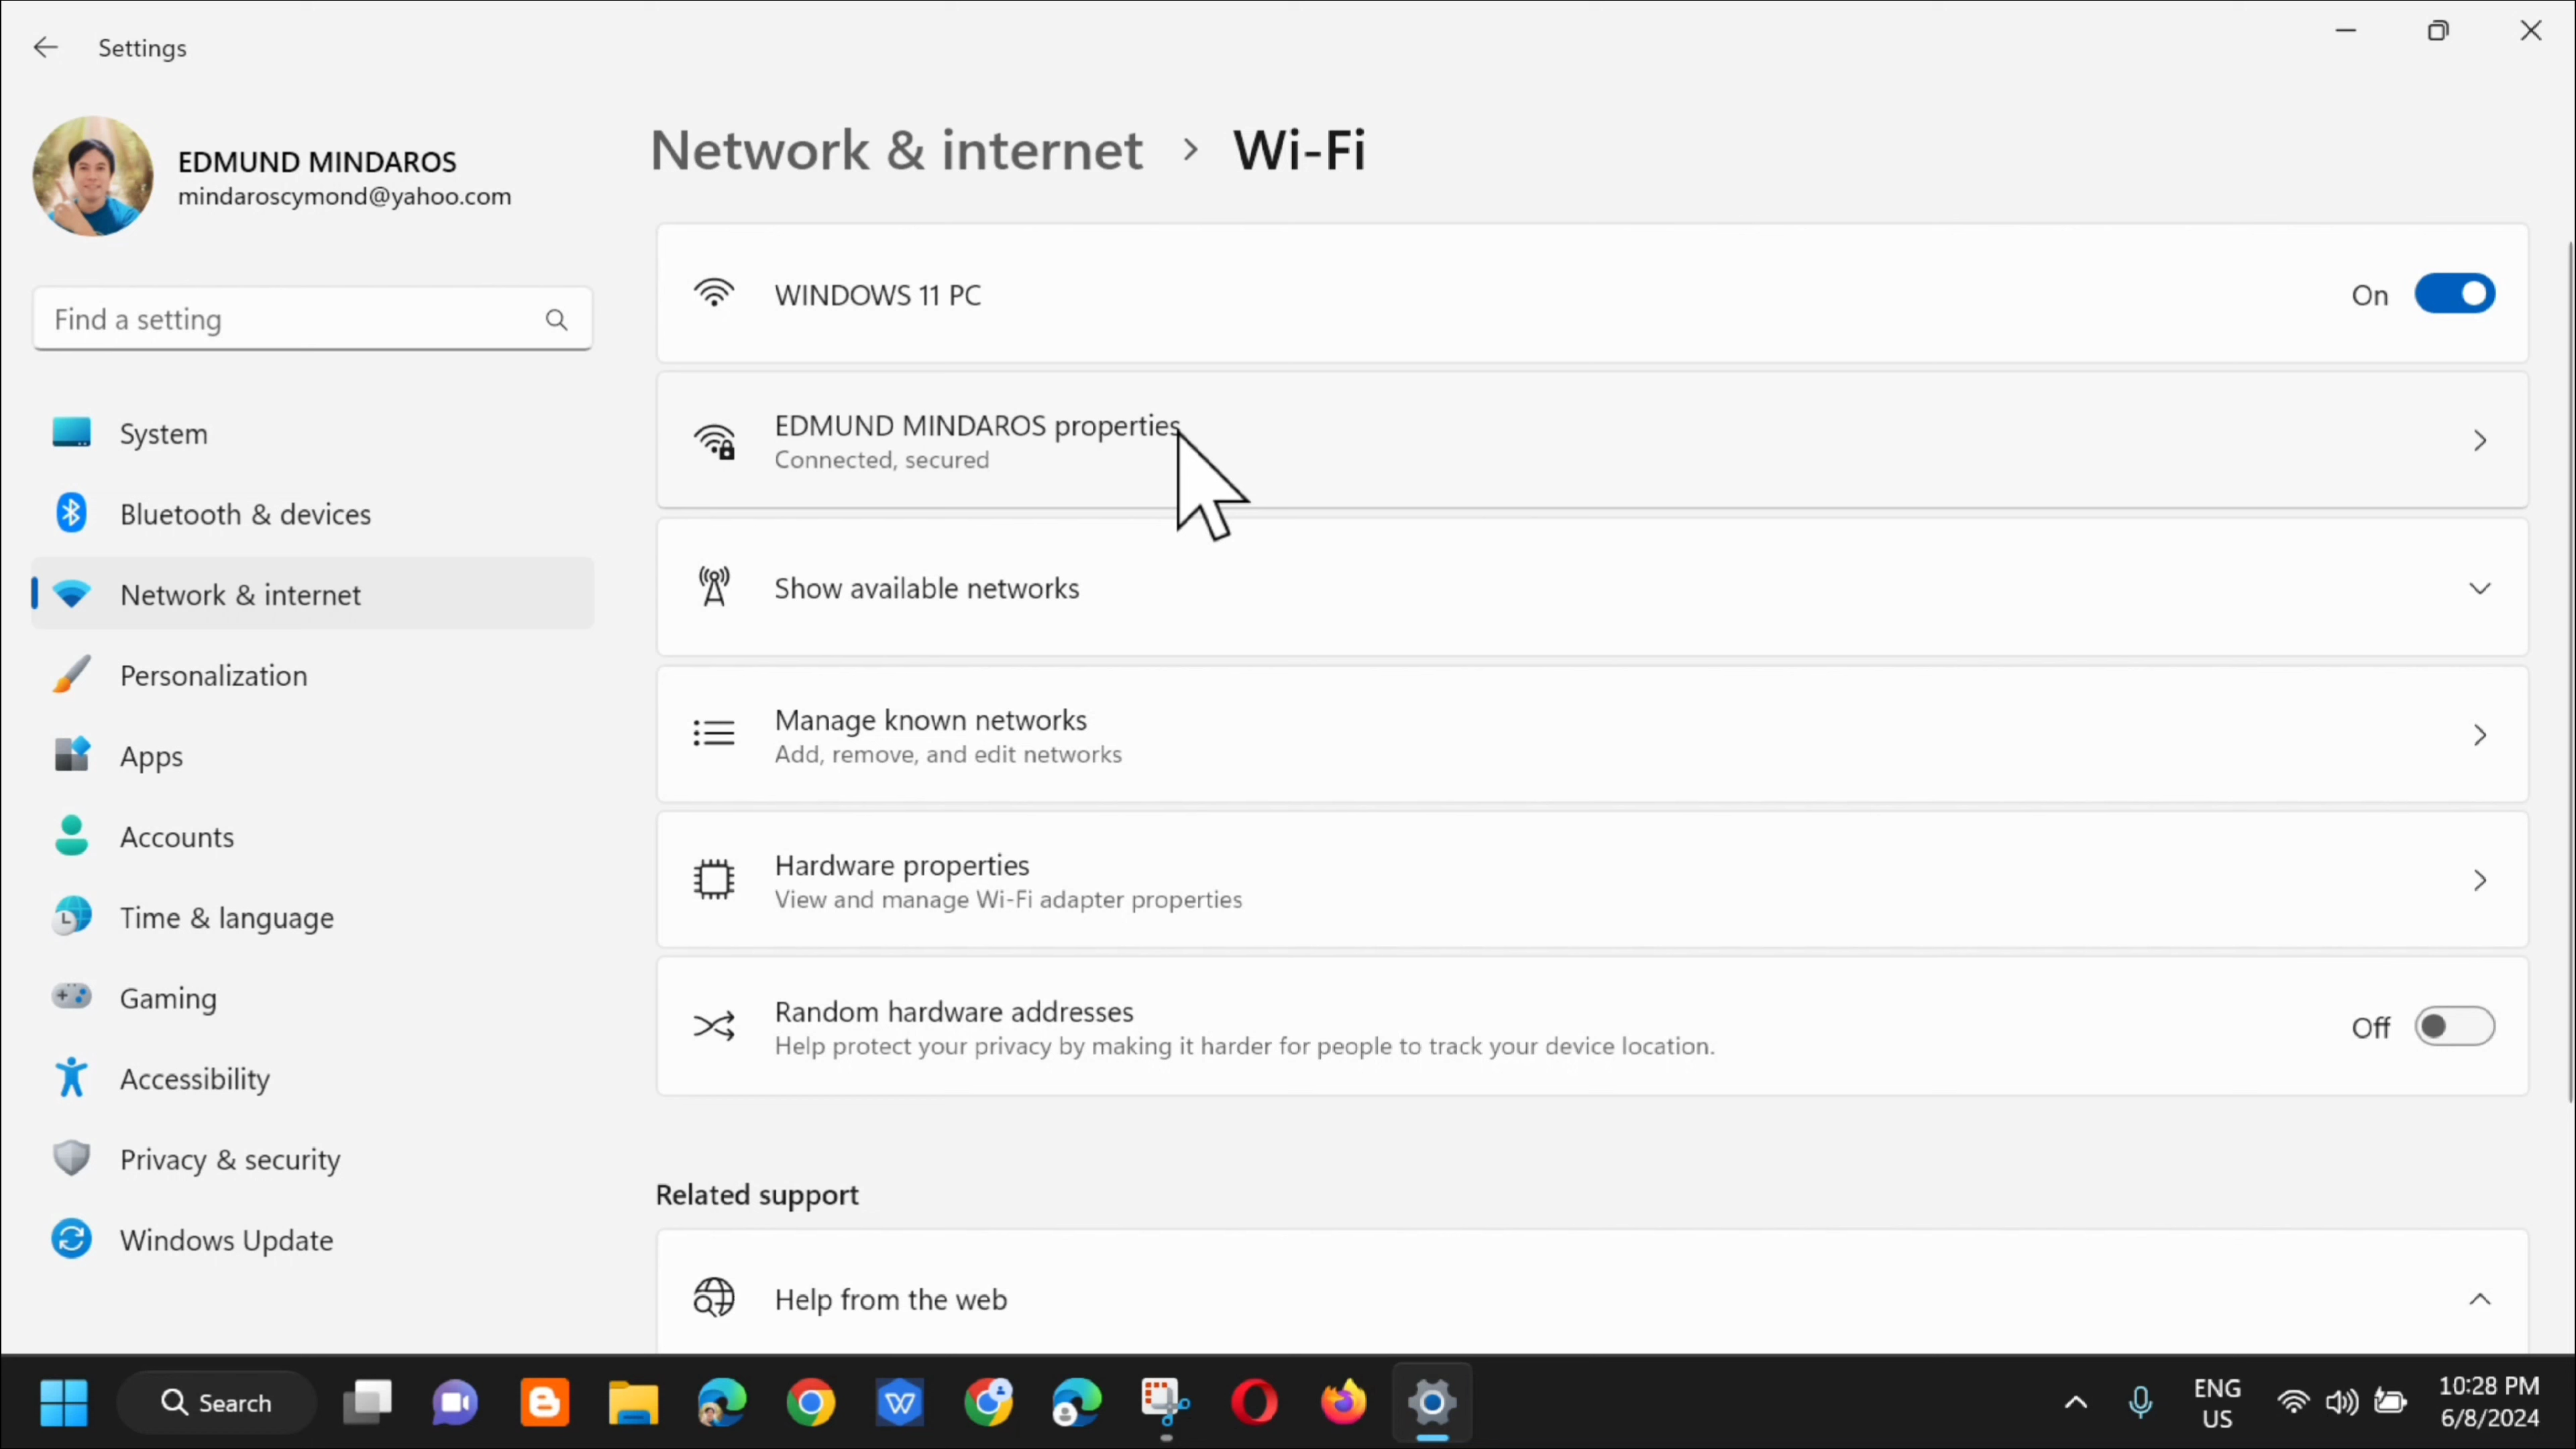 Settings
EDMUND MINDAROS
mindaroscymond@yahoo.com
Find a setting
System
Bluetooth & devices
Network & internet
Personalization
Apps
Accounts
Time & language
Gaming
Accessibility
Privacy & security
Windows Update
Network & internet > Wi-Fi
WINDOWS 11 PC
On
EDMUND MINDAROS properties
Connected, secured
Show available networks
Manage known networks
Add, remove, and edit networks
Hardware properties
View and manage Wi-Fi adapter properties
Random hardware addresses
Help protect your privacy by making it harder for people to track your device location.
Off
Related support
Help from the web
Search
ENG
US
10:28 PM
6/8/2024